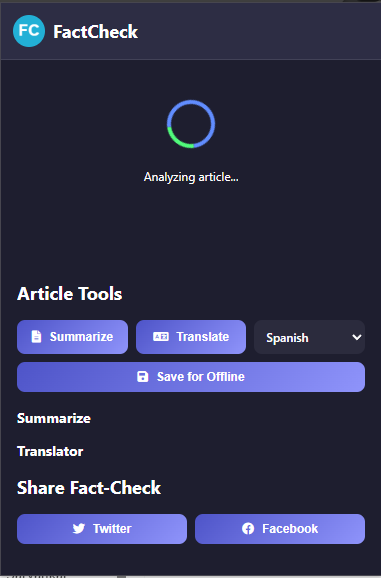 FC FactCheck
Analyzing article...
Article Tools
Summarize Translate Spanish
Save for Offline
Summarize
Translator
Share Fact-Check
Twitter Facebook